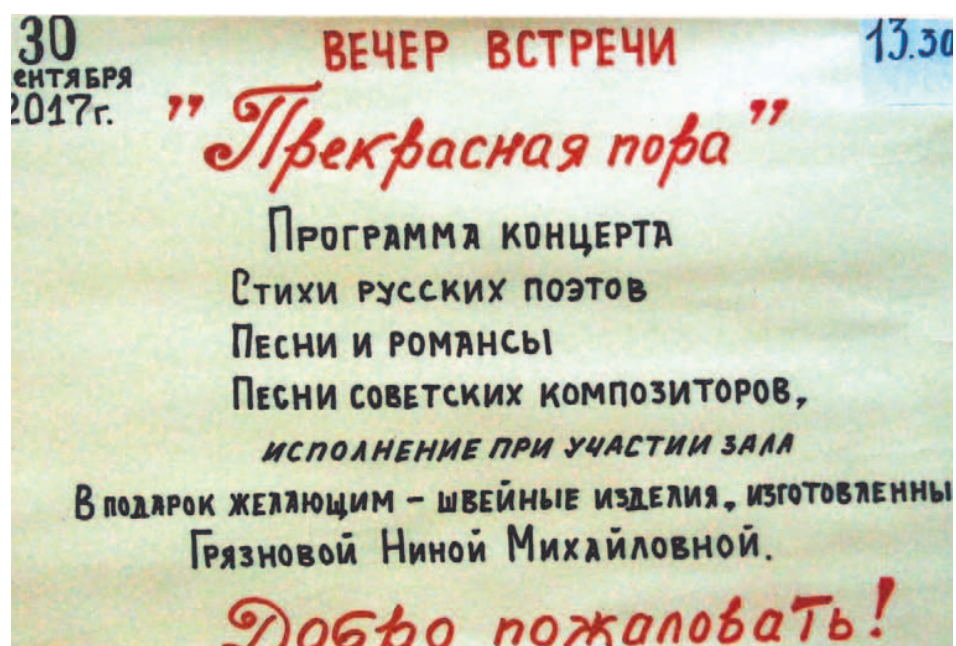 30
ентября
2017г.
ВЕЧЕР ВСТРЕЧИ
13.30
"Прекрасная пора"
Программа концерта
Стихи русских поэтов
Песни и романсы
Песни советских композиторов,
исполнение при участии зала
В подарок желающим - швейные изделия, изготовленны
Грязновой Ниной Михайловной.
Добро пожаловать!